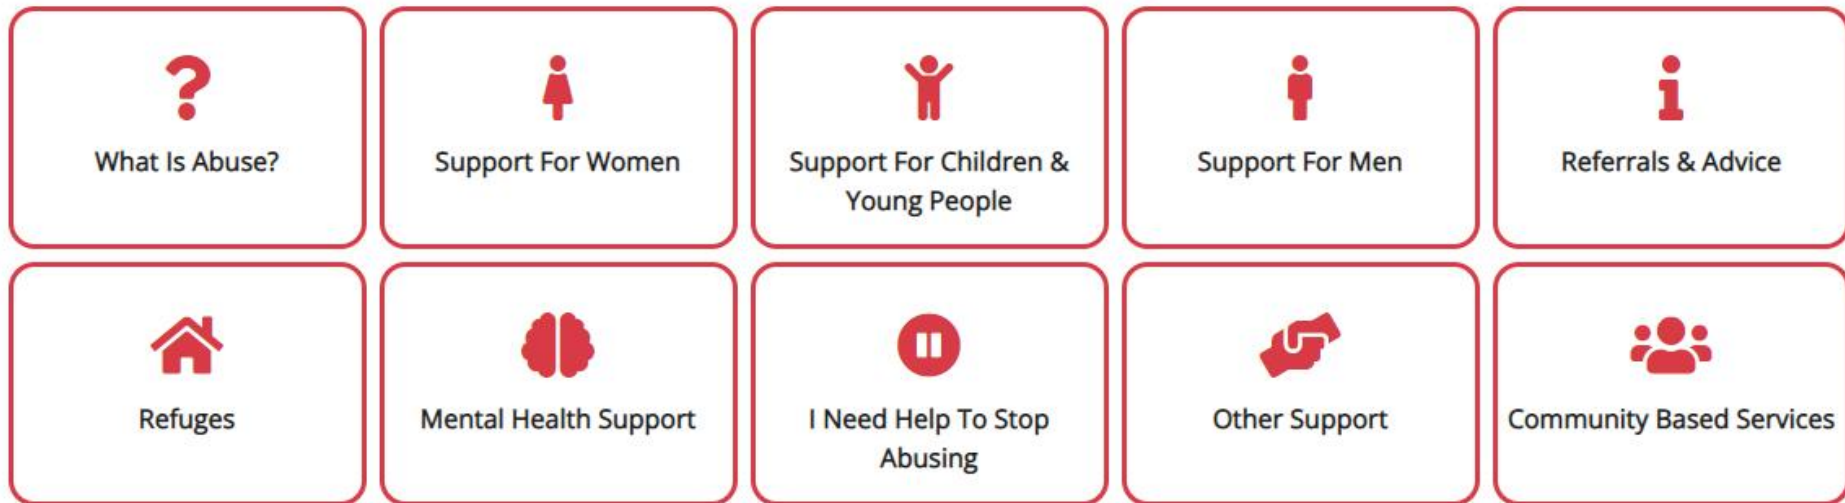 What Is Abuse?
Support For Women
Support For Children &
Young People
Support For Men
Referrals & Advice
Refuges
Mental Health Support
I Need Help To Stop
Abusing
Other Support
Community Based Services